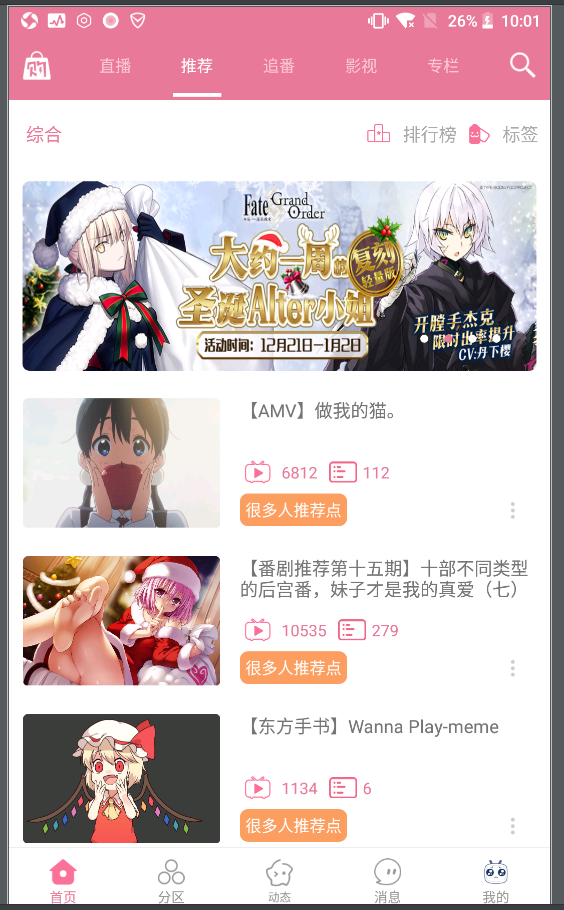 26% 10:01
购 直播 推荐 追番 影视 专栏
综合 排行榜 标签
Fate Grand Order
大约一周的 复刻 轻量版
圣诞Alter小姐
活动时间：12月21日—1月2日
开膛手杰克
限时出率提升
CV:丹下樱
【AMV】做我的猫。
6812 112
很多人推荐点
【番剧推荐第十五期】十部不同类型
的后宫番，妹子才是我的真爱（七）
10535 279
很多人推荐点
【东方手书】Wanna Play-meme
1134 6
很多人推荐点
首页 分区 动态 消息 我的